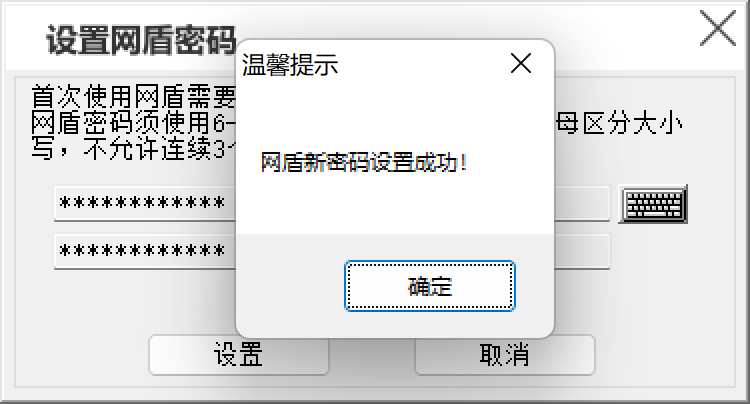 设置网盾密码
温馨提示
首次使用网盾需要
网盾密码须使用6-
母区分大小
写，不允许连续3个
网盾新密码设置成功！
************
************
确定
设置
取消